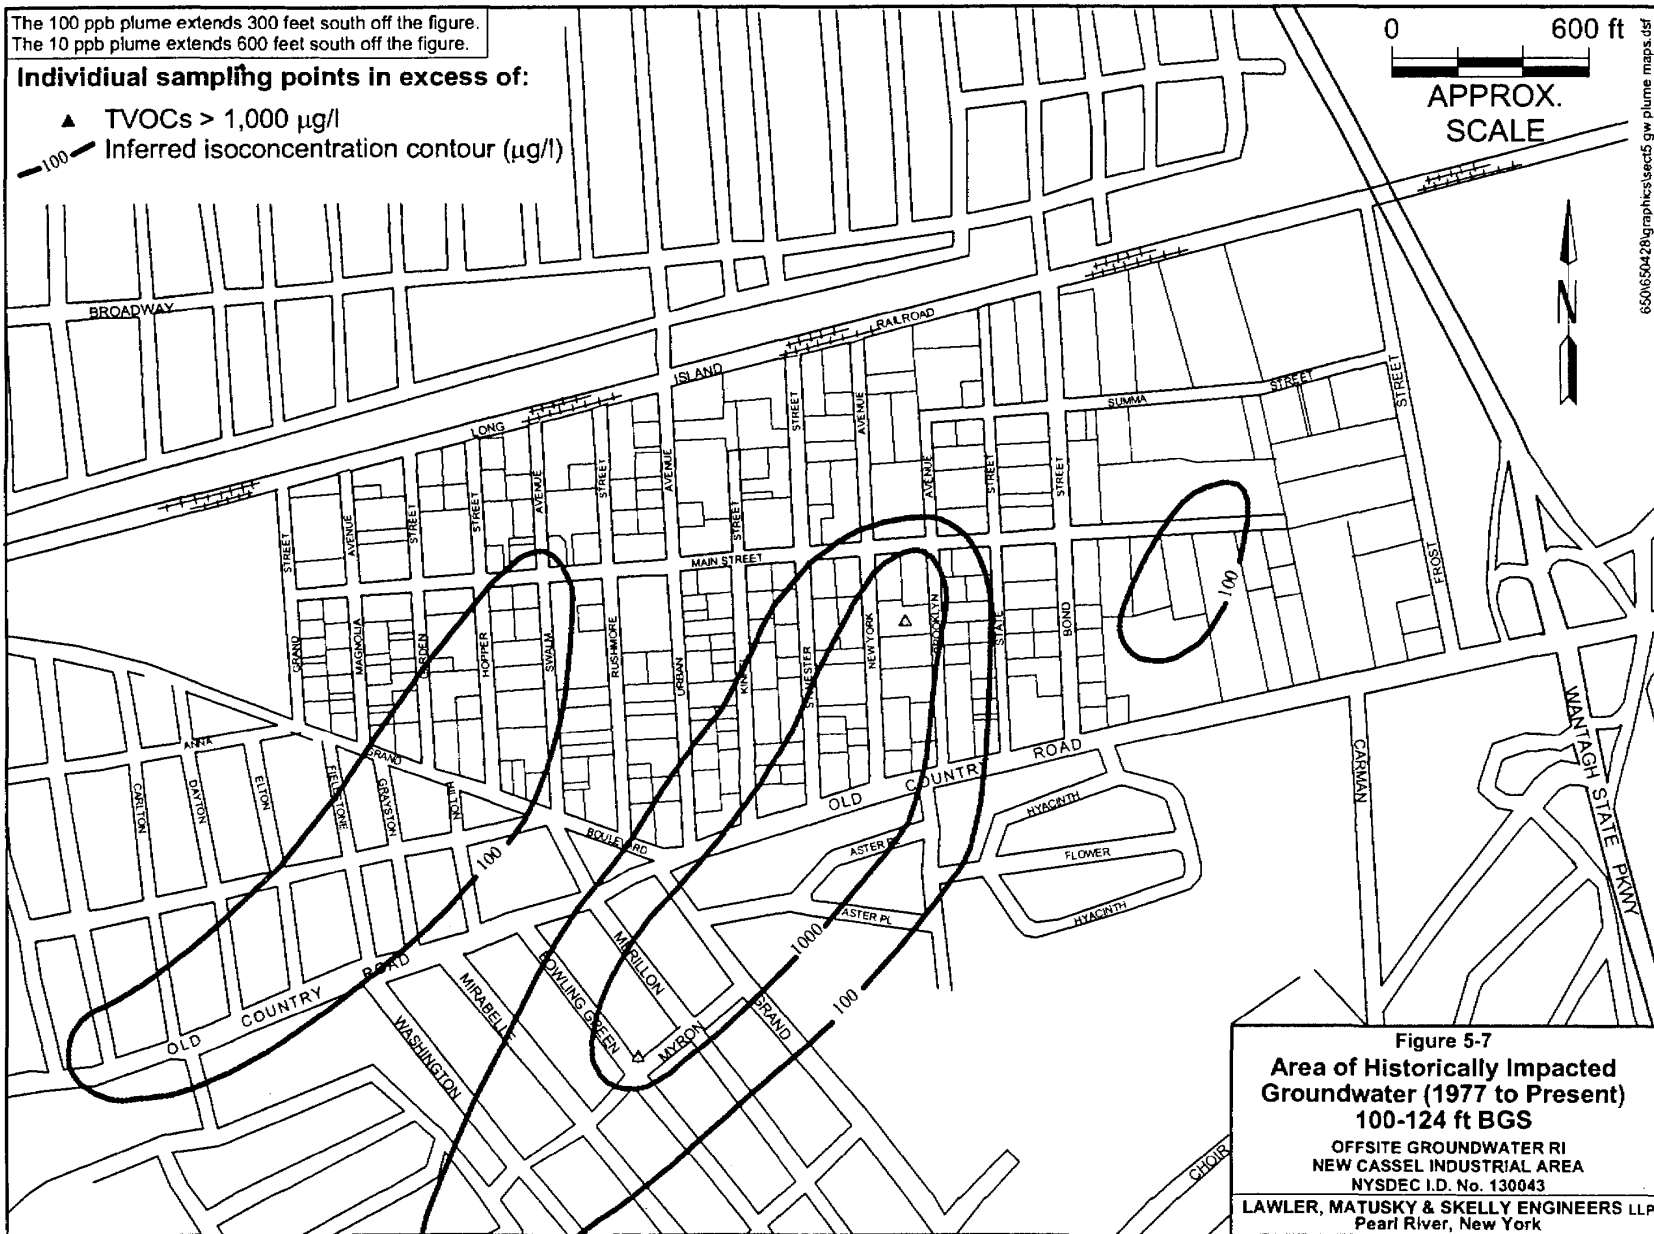 The 100 ppb plume extends 300 feet south off the figure.
The 10 ppb plume extends 600 feet south off the figure.
Individiual sampling points in excess of:
TVOCs > 1,000 µg/l
100 Inferred isoconcentration contour (µg/l)
0 600 ft
APPROX.
SCALE
650\650428\graphics\sect5 gw plume maps.dsf
N
BROADWAY
LONG
ISLAND
RAILROAD
SUMMA
STREET
STREET
FROST
STREET
AVENUE
STREET
STREET
AVENUE
STREET
AVENUE
STREET
STREET
AVENUE
AVENUE
STREET
STREET
MAIN STREET
GRAND
MAGNOLIA
GARDEN
HOPPER
SWALM
RUSHMORE
URBAN
KINKEL
SYLVESTER
NEW YORK
BROOKLYN
STATE
BOND
100
ANNA
GRAND
BOULEVARD
CARLTON
DAYTON
ELTON
FIELDSTONE
GRAYSTON
HILTON
100
OLD
COUNTRY
ROAD
OLD
COUNTRY
ROAD
HYACINTH
FLOWER
HYACINTH
ASTER PL
ASTER PL
CARMAN
WANTAGH STATE PKWY
WASHINGTON
MIRABELLE
BOWLING GREEN
MERILLON
MYRON
GRAND
1000
100
CHOIR
Figure 5-7
Area of Historically Impacted
Groundwater (1977 to Present)
100-124 ft BGS
OFFSITE GROUNDWATER RI
NEW CASSEL INDUSTRIAL AREA
NYSDEC I.D. No. 130043
LAWLER, MATUSKY & SKELLY ENGINEERS LLP
Pearl River, New York